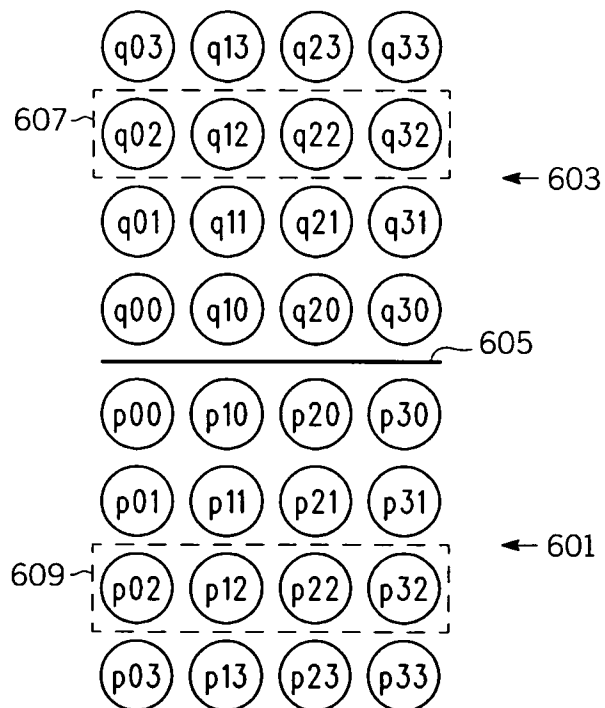 q03 q13 q23 q33
607 q02 q12 q22 q32
603
q01 q11 q21 q31
q00 q10 q20 q30
605
p00 p10 p20 p30
p01 p11 p21 p31
601
609 p02 p12 p22 p32
p03 p13 p23 p33